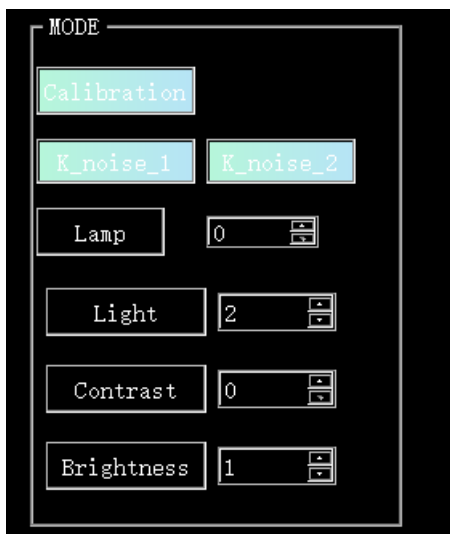 MODE
Calibration
K_noise_1 K_noise_2
Lamp 0
Light 2
Contrast 0
Brightness 1